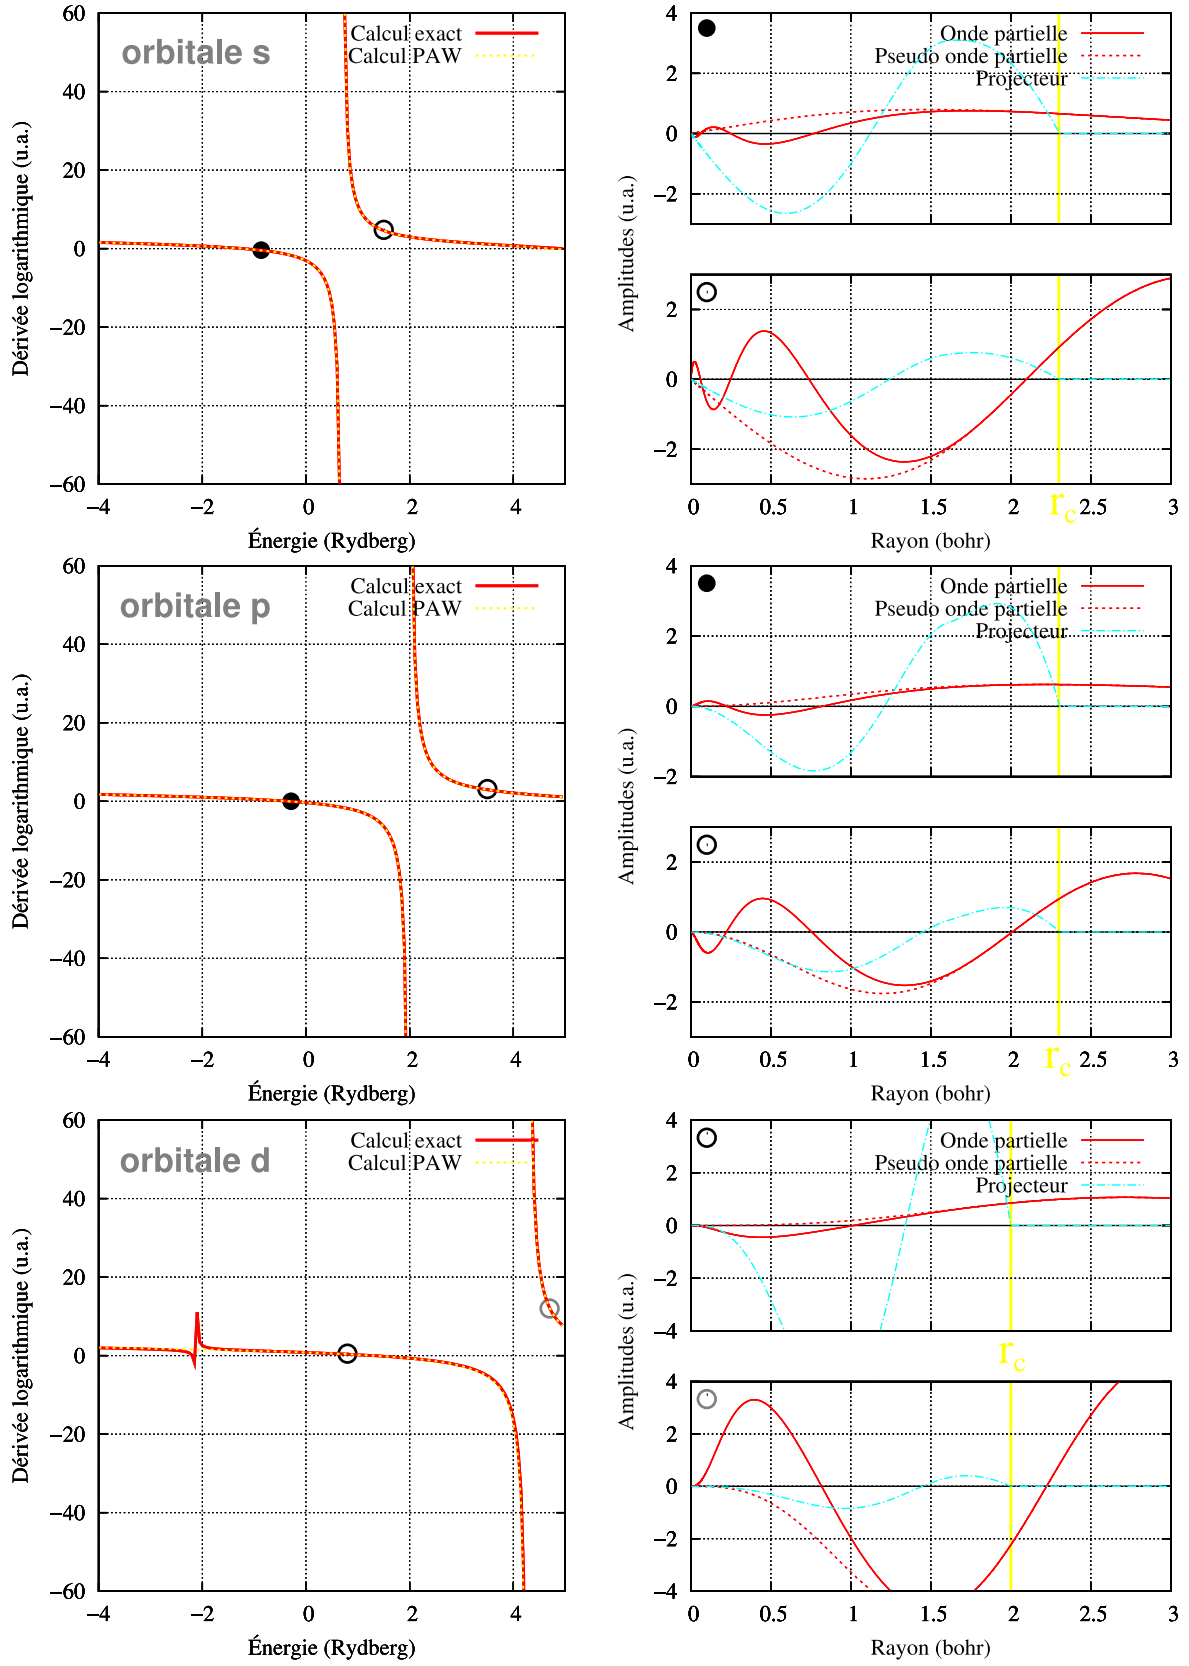 orbitale s
Calcul exact
Calcul PAW
Dérivée logarithmique (u.a.)
60
40
20
0
−20
−40
−60
−4
−2
0
2
4
Énergie (Rydberg)
Onde partielle
Pseudo onde partielle
Projecteur
Amplitudes (u.a.)
4
2
0
−2
2
0
−2
0
0.5
1
1.5
2
2.5
3
rc
Rayon (bohr)
orbitale p
Calcul exact
Calcul PAW
Dérivée logarithmique (u.a.)
60
40
20
0
−20
−40
−60
−4
−2
0
2
4
Énergie (Rydberg)
Onde partielle
Pseudo onde partielle
Projecteur
Amplitudes (u.a.)
4
2
0
−2
2
0
−2
0
0.5
1
1.5
2
2.5
3
rc
Rayon (bohr)
orbitale d
Calcul exact
Calcul PAW
Dérivée logarithmique (u.a.)
60
40
20
0
−20
−40
−60
−4
−2
0
2
4
Énergie (Rydberg)
Onde partielle
Pseudo onde partielle
Projecteur
Amplitudes (u.a.)
4
2
0
−2
−4
rc
4
2
0
−2
−4
0
0.5
1
1.5
2
2.5
3
Rayon (bohr)